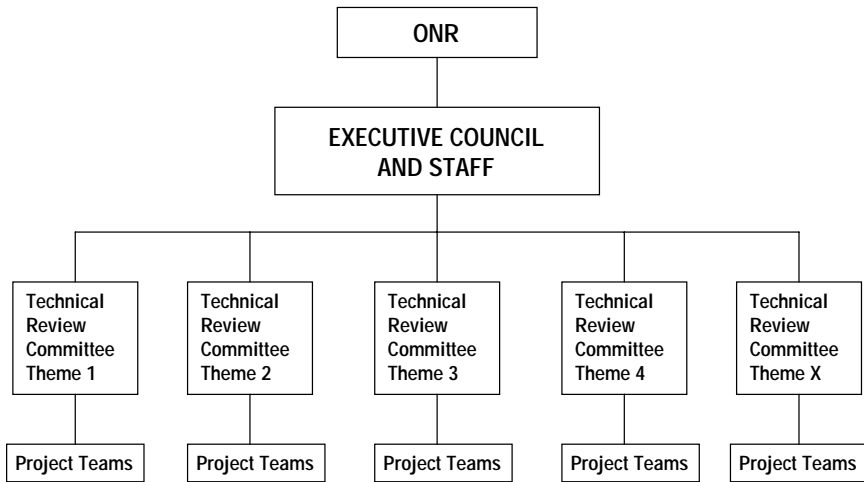 ONR
EXECUTIVE COUNCIL
AND STAFF
Technical
Review
Committee
Theme 1
Technical
Review
Committee
Theme 2
Technical
Review
Committee
Theme 3
Technical
Review
Committee
Theme 4
Technical
Review
Committee
Theme X
Project Teams
Project Teams
Project Teams
Project Teams
Project Teams